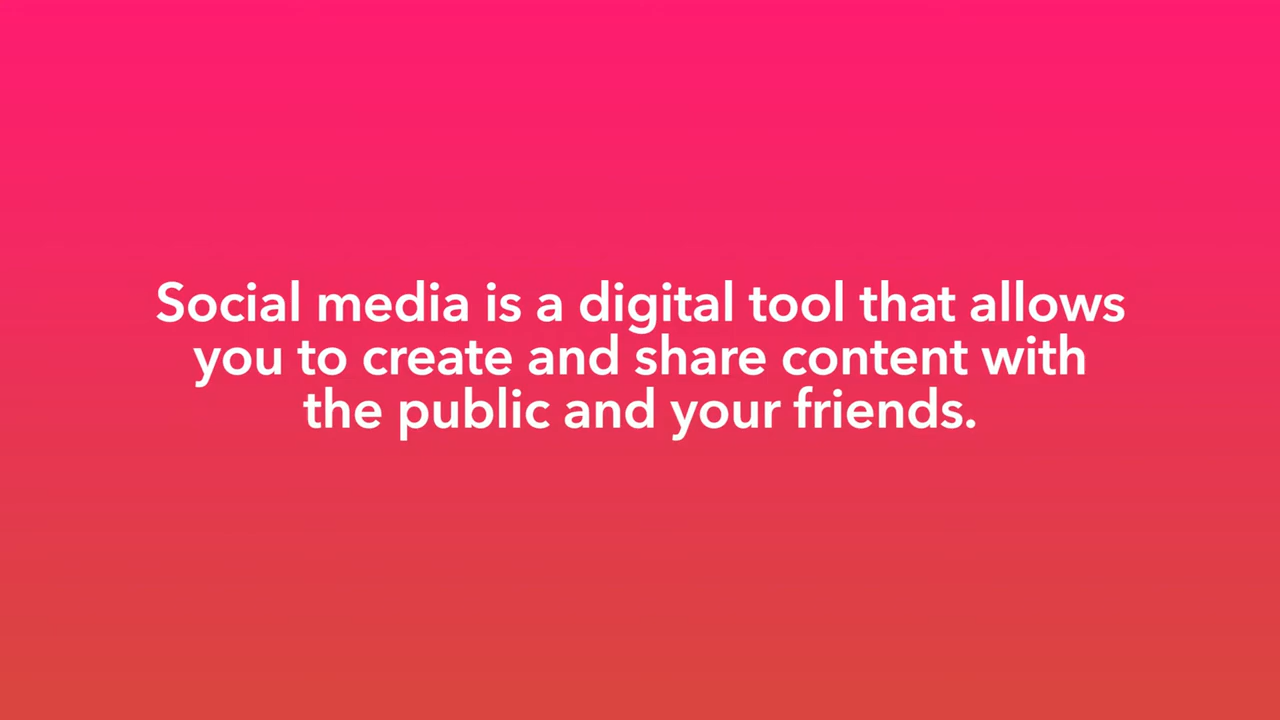 Social media is a digital tool that allows
you to create and share content with
the public and your friends.